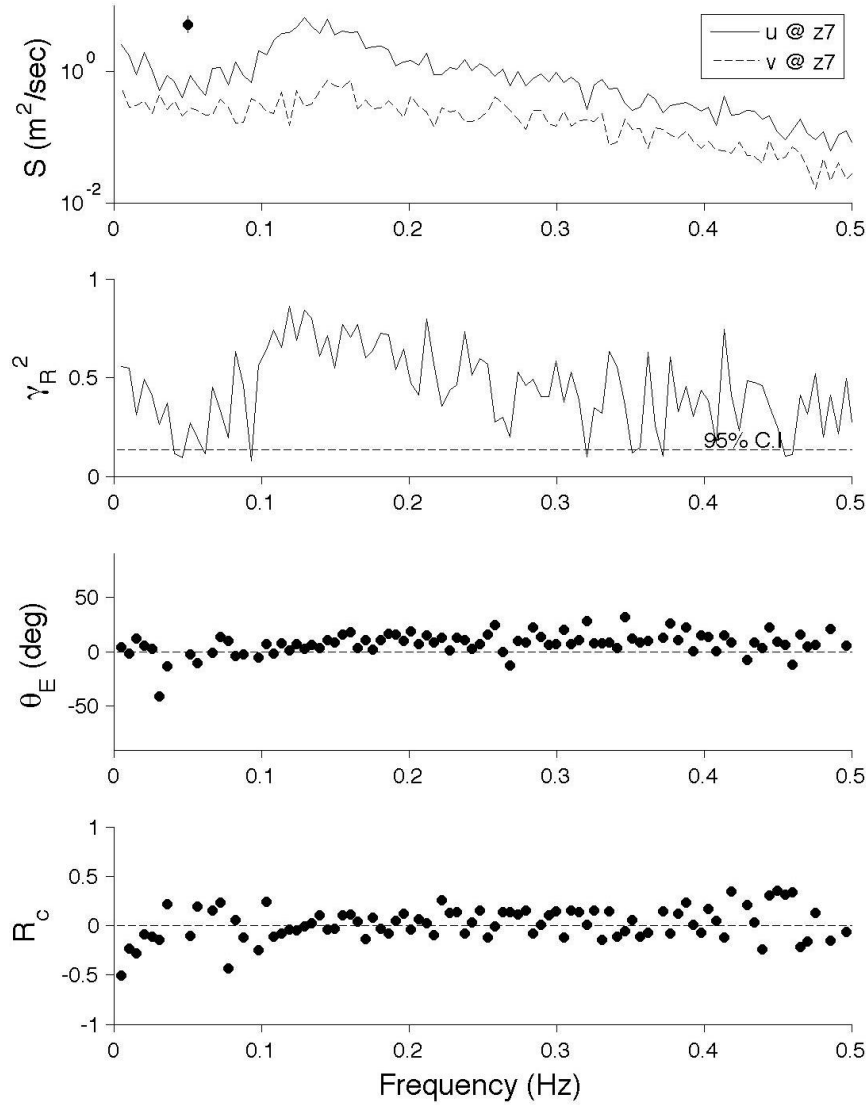 S (m²/sec)
10⁰
10⁻²
u @ z7
v @ z7
0 0.1 0.2 0.3 0.4 0.5
γ_R²
1
0.5
0
95% C.I
0 0.1 0.2 0.3 0.4 0.5
θ_E (deg)
50
0
-50
0 0.1 0.2 0.3 0.4 0.5
R_c
1
0.5
0
-0.5
-1
0 0.1 0.2 0.3 0.4 0.5
Frequency (Hz)